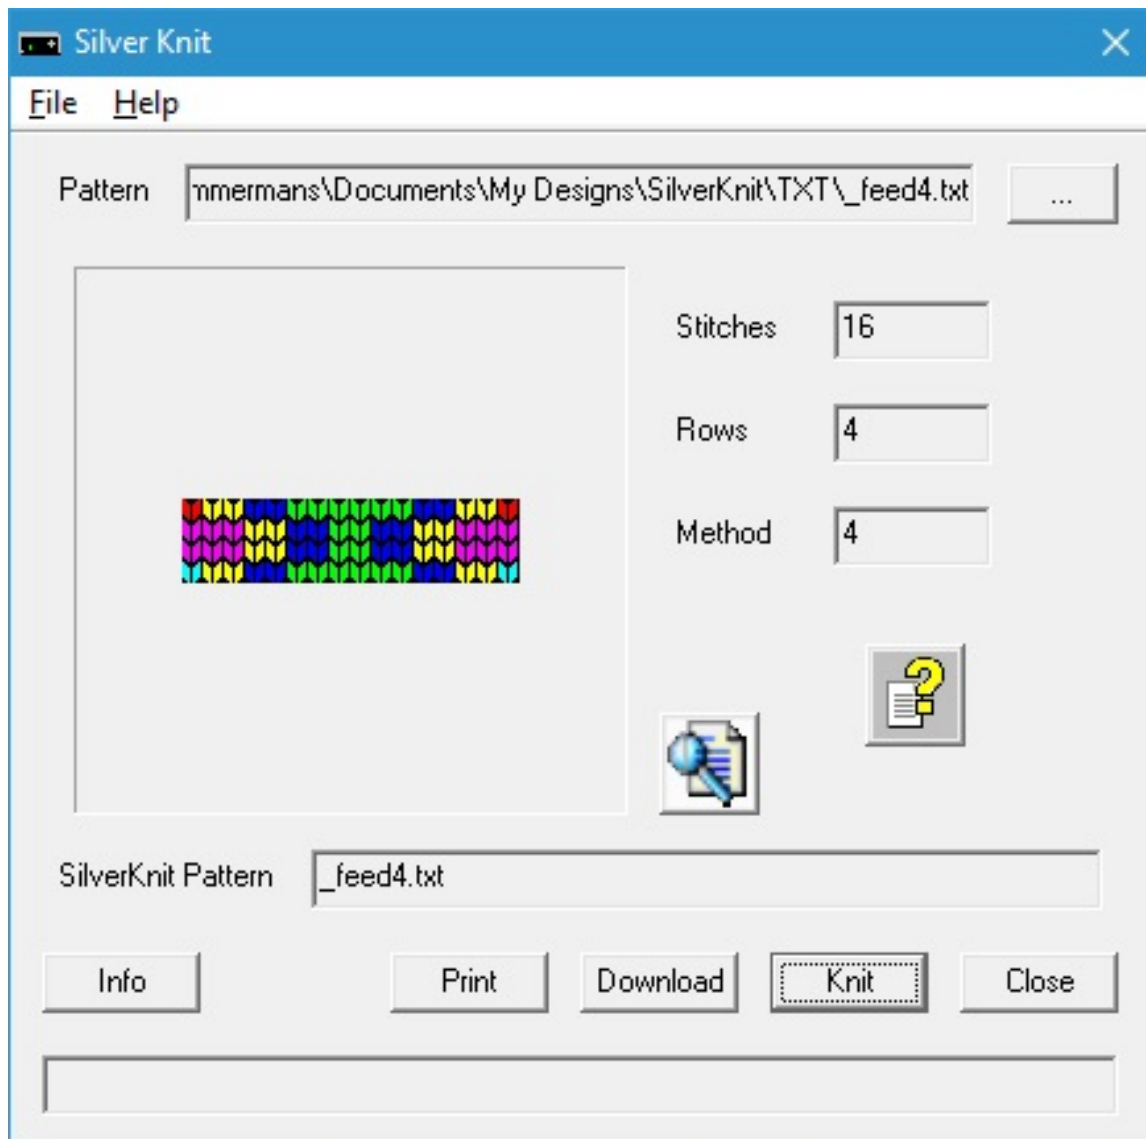 Silver Knit
File Help
Pattern mmermans\Documents\My Designs\SilverKnit\TXT\_feed4.txt ...
Stitches 16
Rows 4
Method 4
SilverKnit Pattern _feed4.txt
Info Print Download Knit Close